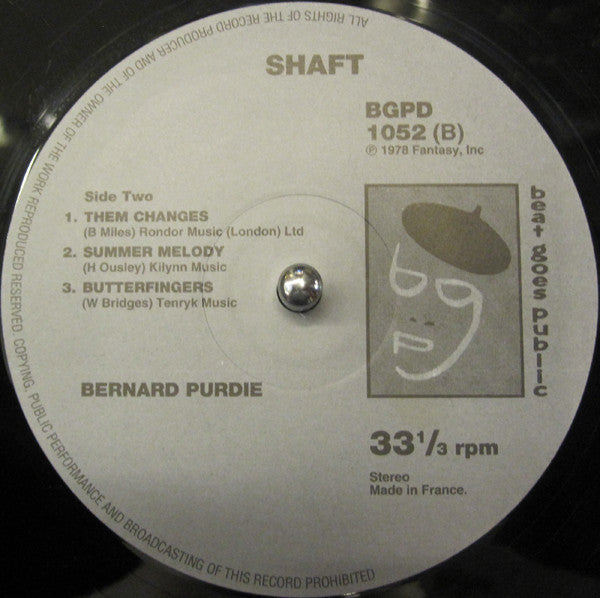 SHAFT
BGPD
1052 (B)
℗ 1978 Fantasy, Inc
Side Two
1. THEM CHANGES
(B Miles) Rondor Music (London) Ltd
2. SUMMER MELODY
(H Ousley) Kilynn Music
3. BUTTERFINGERS
(W Bridges) Tenryk Music
BERNARD PURDIE
bgp
beat goes public
33 1/3 rpm
Stereo
Made in France.
ALL RIGHTS OF THE RECORD PRODUCER AND OF THE OWNER OF THE WORK REPRODUCED RESERVED. COPYING, PUBLIC PERFORMANCE AND BROADCASTING OF THIS RECORD PROHIBITED